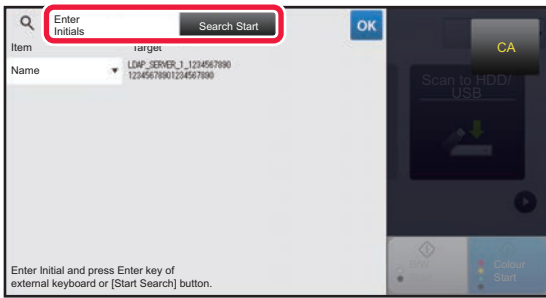 Enter
Initials
Search Start
OK
CA
Item
Target
Name
LDAP_SERVER_1_1234567890
12345678901234567890
Scan to HDD/
USB
B/W
Start
Colour
Start
Enter Initial and press Enter key of
external keyboard or [Start Search] button.